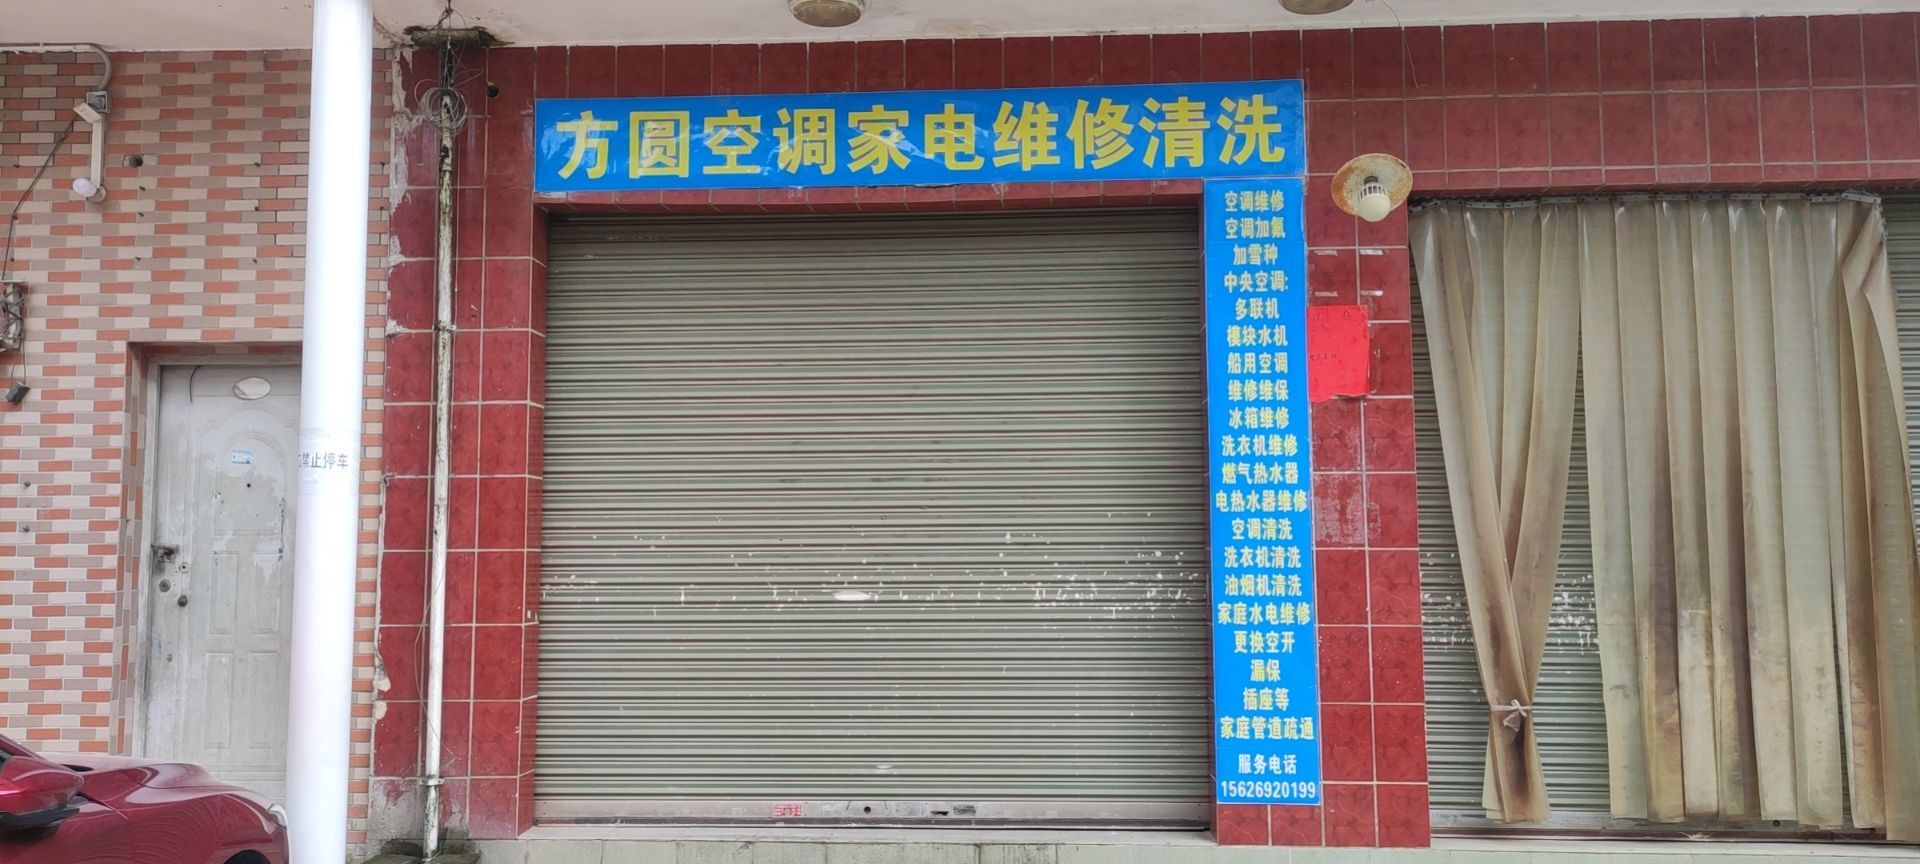 方圆空调家电维修清洗
空调维修
空调加氟
加雪种
中央空调:
多联机
模块水机
船用空调
维修维保
冰箱维修
洗衣机维修
燃气热水器
电热水器维修
空调清洗
洗衣机清洗
油烟机清洗
家庭水电维修
更换空开
漏保
插座等
家庭管道疏通
服务电话
15626920199
禁止停车